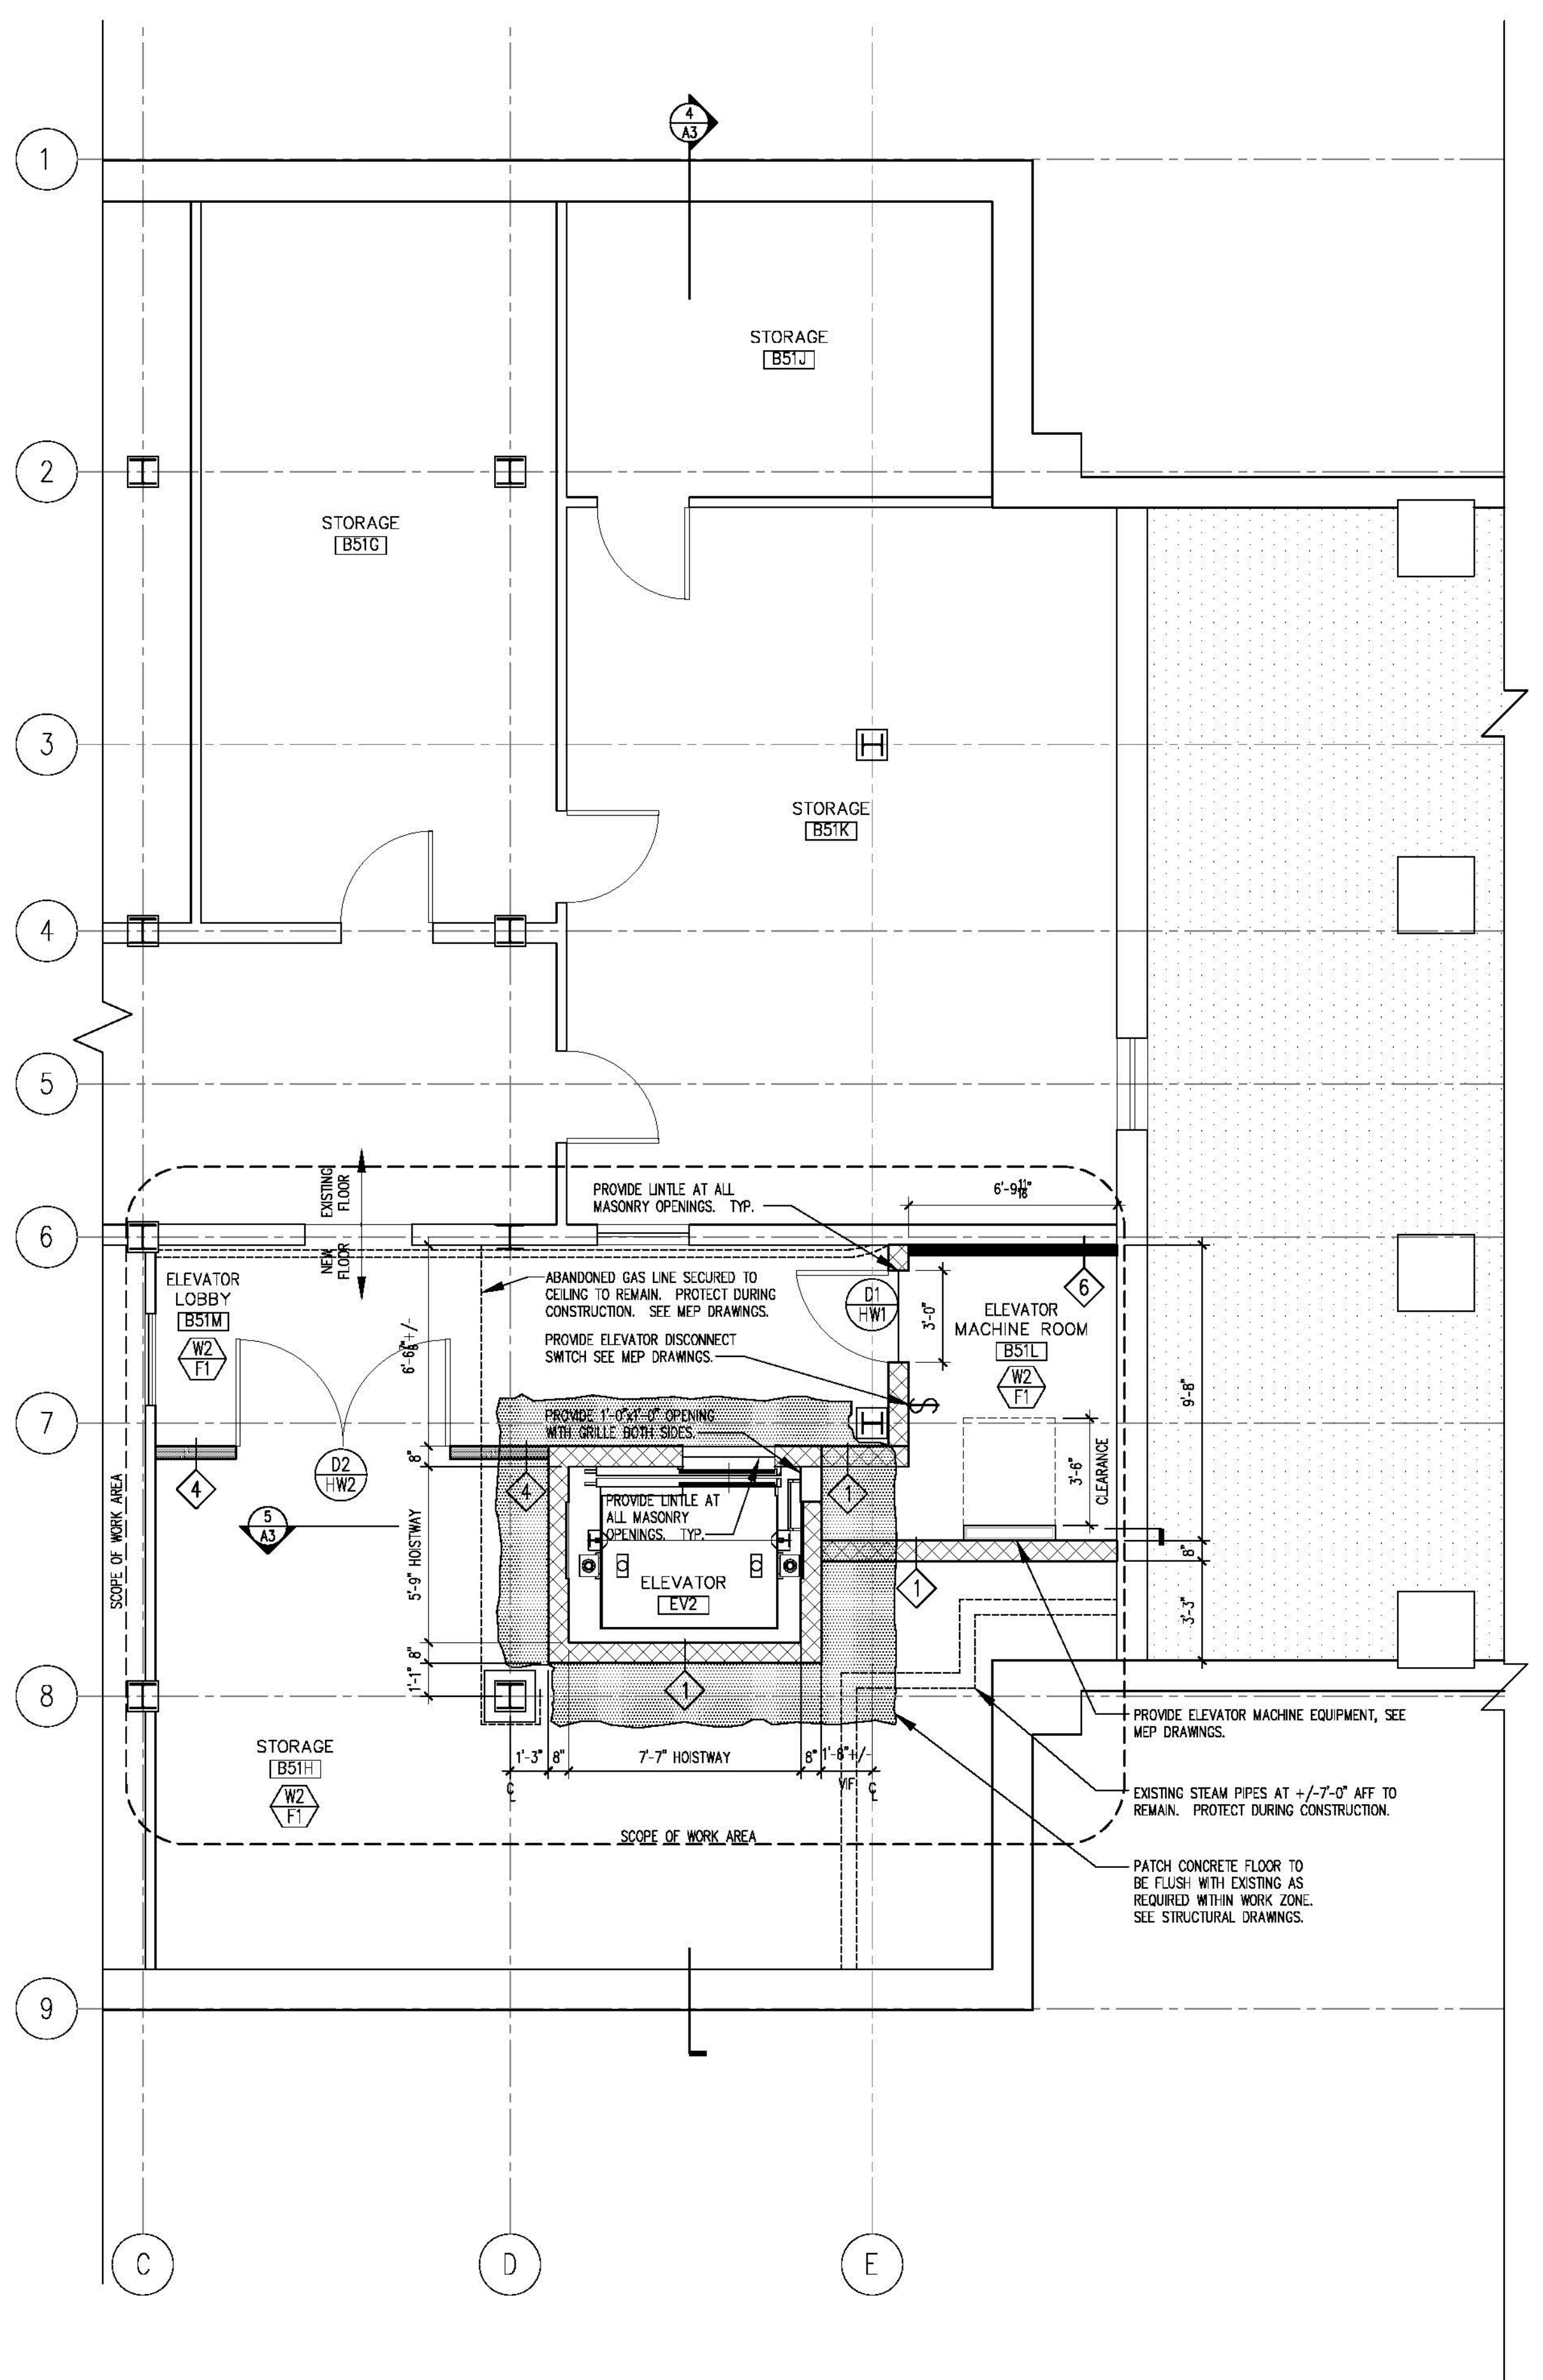 4
A3
1
STORAGE
B51J
2
STORAGE
B51G
3
STORAGE
B51K
4
5
EXISTING
FLOOR
NEW
FLOOR
PROVIDE LINTLE AT ALL
MASONRY OPENINGS. TYP.
6'-9 11/16"
6
ELEVATOR
LOBBY
B51M
W2
F1
ABANDONED GAS LINE SECURED TO
CEILING TO REMAIN. PROTECT DURING
CONSTRUCTION. SEE MEP DRAWINGS.
PROVIDE ELEVATOR DISCONNECT
SWITCH SEE MEP DRAWINGS.
D1
HW1
3'-0"
6
ELEVATOR
MACHINE ROOM
B51L
W2
F1
9'-8"
7
PROVIDE 1'-0"x1'-0" OPENING
WITH GRILLE BOTH SIDES.
D2
HW2
4
8"
4
1
3'-6"
CLEARANCE
PROVIDE LINTLE AT
ALL MASONRY
OPENINGS. TYP.
5
A3
5'-9" HOISTWAY
SCOPE OF WORK AREA
ELEVATOR
EV2
1
8"
3'-3"
8"
1'-1"
1
8
PROVIDE ELEVATOR MACHINE EQUIPMENT, SEE
MEP DRAWINGS.
STORAGE
B51H
W2
F1
1'-3"
8"
7'-7" HOISTWAY
8"
1'-8"+/-
VIF
EXISTING STEAM PIPES AT +/-7'-0" AFF TO
REMAIN. PROTECT DURING CONSTRUCTION.
SCOPE OF WORK AREA
PATCH CONCRETE FLOOR TO
BE FLUSH WITH EXISTING AS
REQUIRED WITHIN WORK ZONE.
SEE STRUCTURAL DRAWINGS.
9
C
D
E